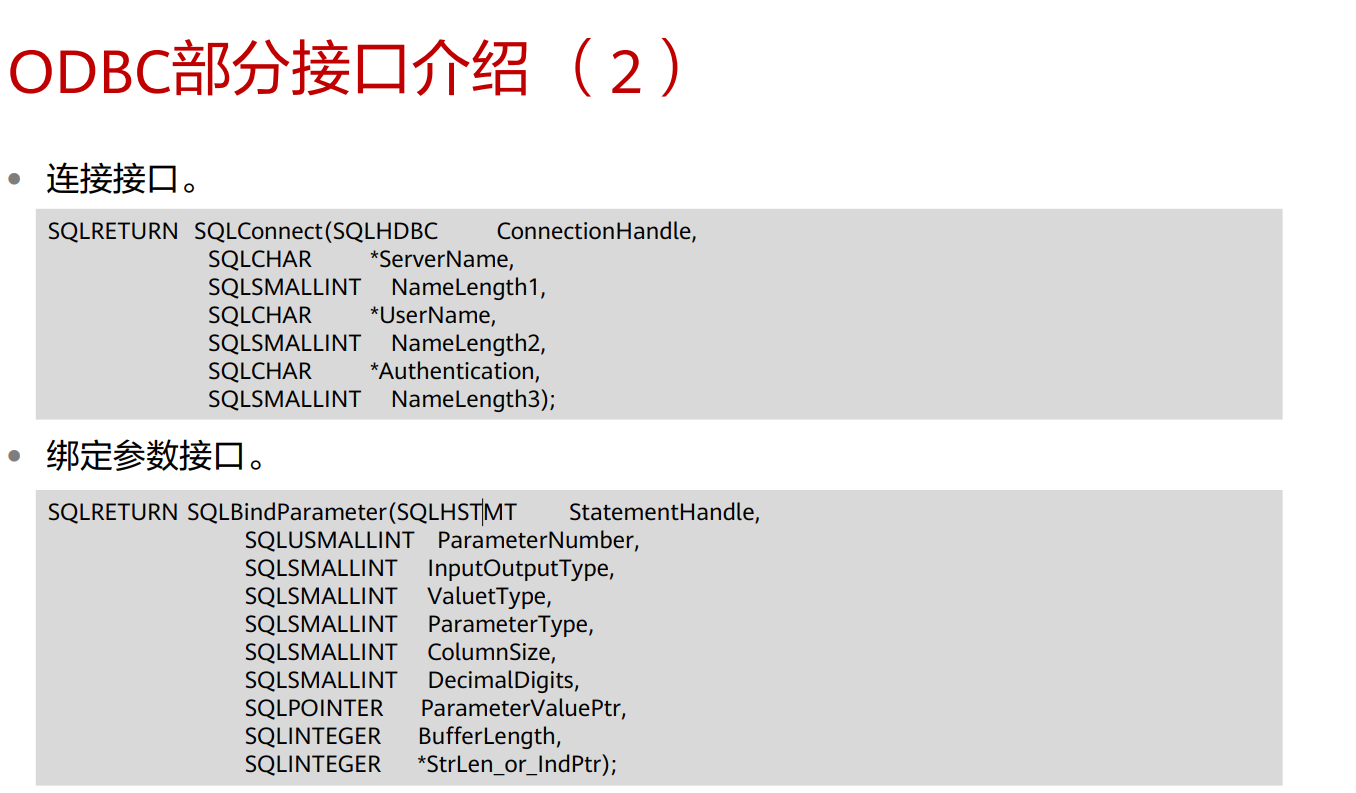 ODBC部分接口介绍（2）
连接接口。
SQLRETURN SQLConnect(SQLHDBC ConnectionHandle,
SQLCHAR *ServerName,
SQLSMALLINT NameLength1,
SQLCHAR *UserName,
SQLSMALLINT NameLength2,
SQLCHAR *Authentication,
SQLSMALLINT NameLength3);
绑定参数接口。
SQLRETURN SQLBindParameter(SQLHSTMT StatementHandle,
SQLUSMALLINT ParameterNumber,
SQLSMALLINT InputOutputType,
SQLSMALLINT ValuetType,
SQLSMALLINT ParameterType,
SQLSMALLINT ColumnSize,
SQLSMALLINT DecimalDigits,
SQLPOINTER ParameterValuePtr,
SQLINTEGER BufferLength,
SQLINTEGER *StrLen_or_IndPtr);